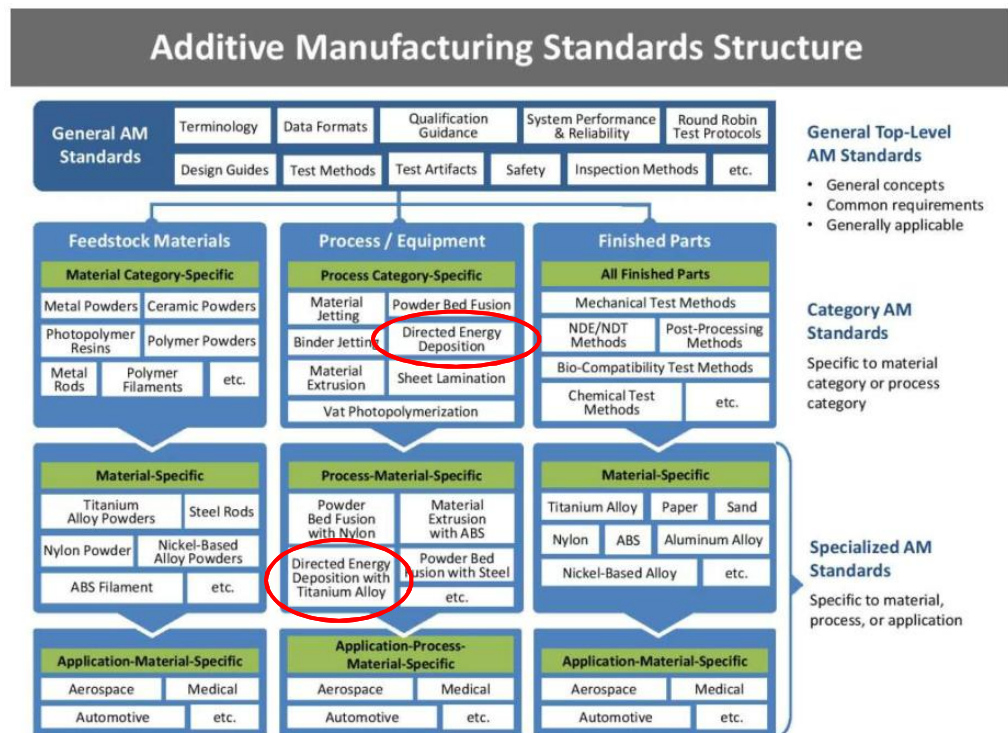 Additive Manufacturing Standards Structure
General AM
Standards
Terminology
Data Formats
Qualification
Guidance
System Performance
& Reliability
Round Robin
Test Protocols
Design Guides
Test Methods
Test Artifacts
Safety
Inspection Methods
etc.
General Top-Level
AM Standards
• General concepts
• Common requirements
• Generally applicable
Feedstock Materials
Material Category-Specific
Metal Powders
Ceramic Powders
Photopolymer
Resins
Polymer Powders
Metal
Rods
Polymer
Filaments
etc.
Process / Equipment
Process Category-Specific
Material
Jetting
Powder Bed Fusion
Binder Jetting
Directed Energy
Deposition
Material
Extrusion
Sheet Lamination
Vat Photopolymerization
Finished Parts
All Finished Parts
Mechanical Test Methods
NDE/NDT
Methods
Post-Processing
Methods
Bio-Compatibility Test Methods
Chemical Test
Methods
etc.
Category AM
Standards
Specific to material
category or process
category
Material-Specific
Titanium
Alloy Powders
Steel Rods
Nylon Powder
Nickel-Based
Alloy Powders
ABS Filament
etc.
Process-Material-Specific
Powder
Bed Fusion
with Nylon
Material
Extrusion
with ABS
Directed Energy
Deposition with
Titanium Alloy
Powder Bed
Fusion with Steel
etc.
Material-Specific
Titanium Alloy
Paper
Sand
Nylon
ABS
Aluminum Alloy
Nickel-Based Alloy
etc.
Specialized AM
Standards
Specific to material,
process, or application
Application-Material-Specific
Aerospace
Medical
Automotive
etc.
Application-Process-
Material-Specific
Aerospace
Medical
Automotive
etc.
Application-Material-Specific
Aerospace
Medical
Automotive
etc.